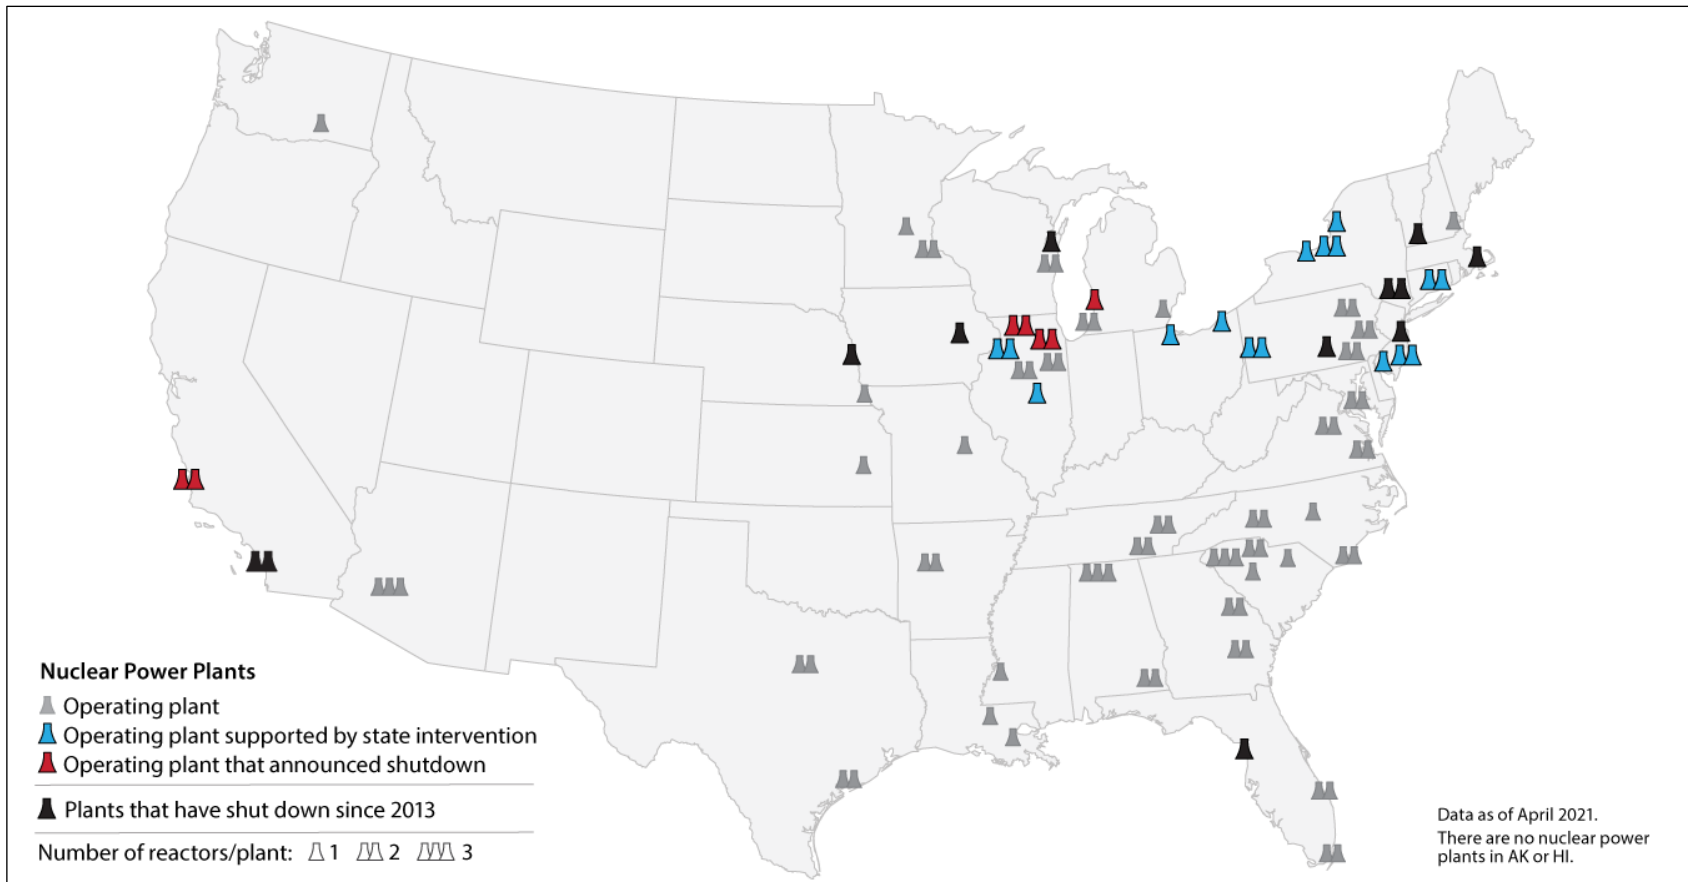 Nuclear Power Plants
Operating plant
Operating plant supported by state intervention
Operating plant that announced shutdown
Plants that have shut down since 2013
Number of reactors/plant: 1 2 3
Data as of April 2021.
There are no nuclear power
plants in AK or HI.